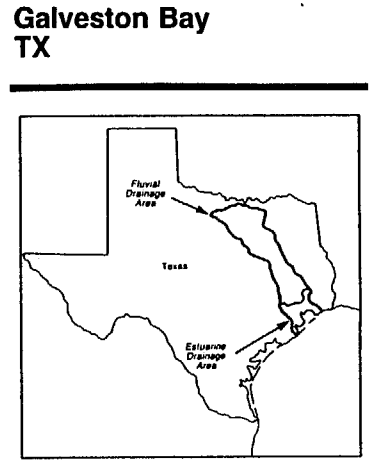 Galveston Bay
TX
Fluvial
Drainage
Area
Texas
Estuarine
Drainage
Area